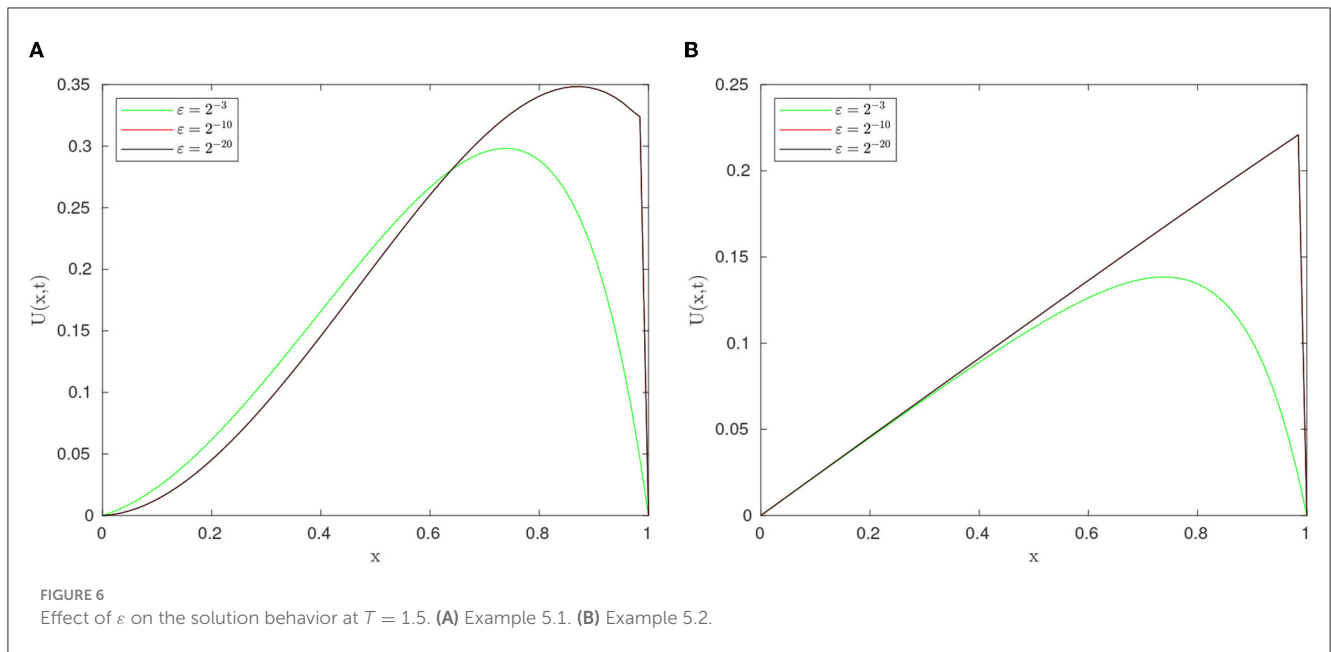 A
0.35
0.3
0.25
0.2
0.15
0.1
0.05
0
U(x,t)
ε = 2⁻³
ε = 2⁻¹⁰
ε = 2⁻²⁰
0 0.2 0.4 0.6 0.8 1
x
B
0.25
0.2
0.15
0.1
0.05
0
U(x,t)
ε = 2⁻³
ε = 2⁻¹⁰
ε = 2⁻²⁰
0 0.2 0.4 0.6 0.8 1
x
FIGURE 6
Effect of ε on the solution behavior at T = 1.5. (A) Example 5.1. (B) Example 5.2.